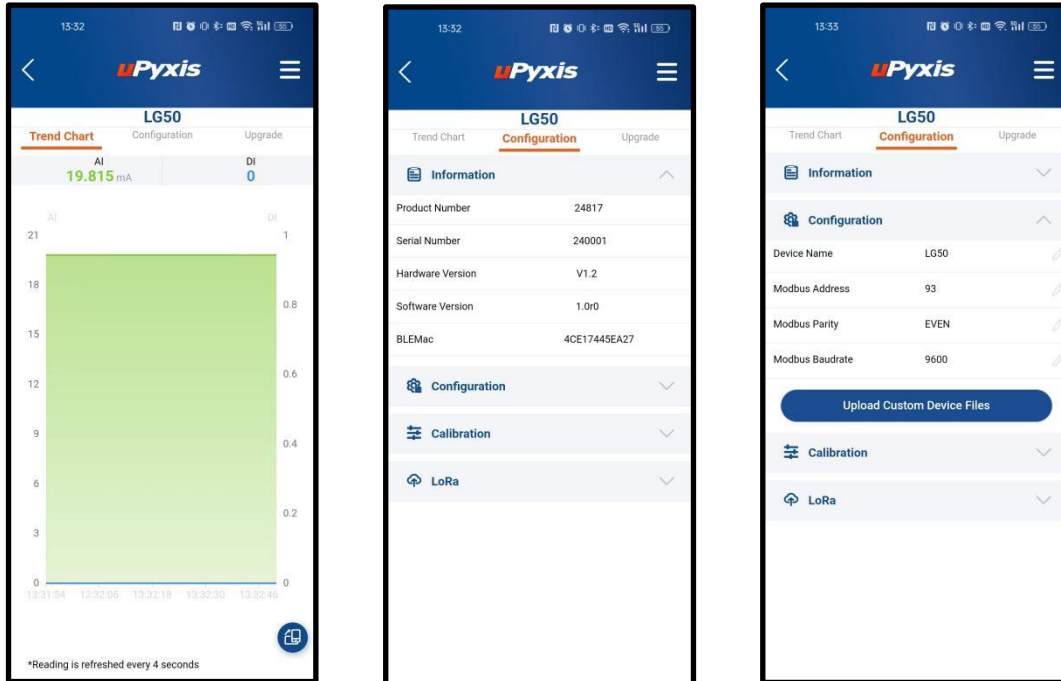 13:32
55
uPyxis
LG50
Trend Chart Configuration Upgrade
AI DI
19.815 mA 0
AI DI
21 1
18
0.8
15
0.6
12
9
0.4
6
0.2
3
0 0
13:31:54 13:32:06 13:32:18 13:32:30 13:32:46
*Reading is refreshed every 4 seconds
13:32
55
uPyxis
LG50
Trend Chart Configuration Upgrade
Information
Product Number 24817
Serial Number 240001
Hardware Version V1.2
Software Version 1.0r0
BLEMac 4CE17445EA27
Configuration
Calibration
LoRa
13:33
55
uPyxis
LG50
Trend Chart Configuration Upgrade
Information
Configuration
Device Name LG50
Modbus Address 93
Modbus Parity EVEN
Modbus Baudrate 9600
Upload Custom Device Files
Calibration
LoRa